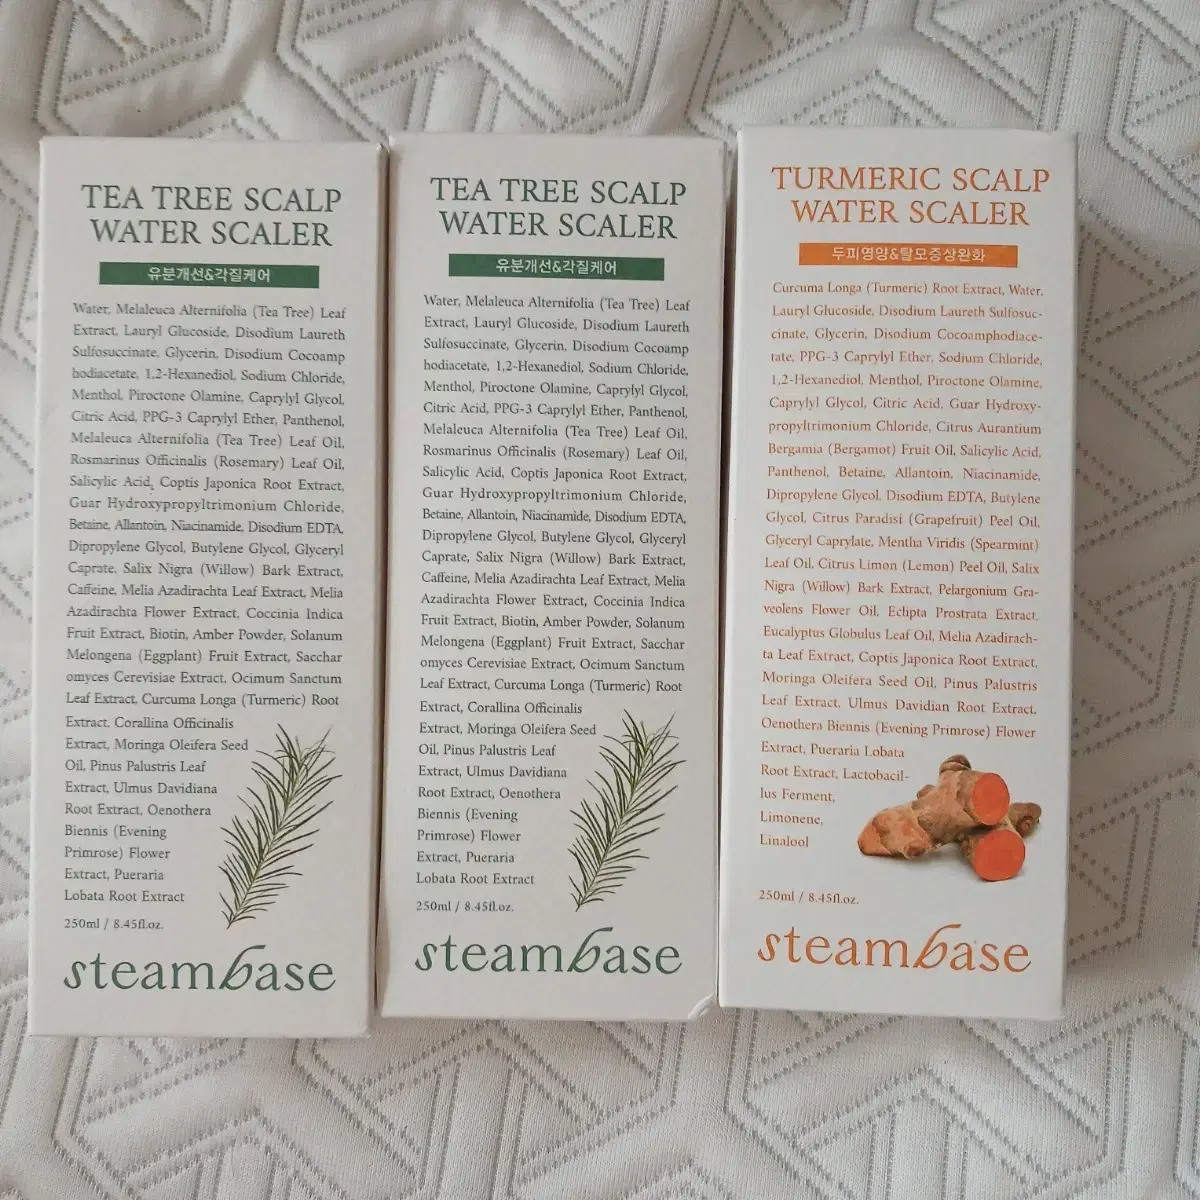 TEA TREE SCALP
WATER SCALER
유분개선&각질케어
Water, Melaleuca Alternifolia (Tea Tree) Leaf
Extract, Lauryl Glucoside, Disodium Laureth
Sulfosuccinate, Glycerin, Disodium Cocoamp
hodiacetate, 1,2-Hexanediol, Sodium Chloride,
Menthol, Piroctone Olamine, Caprylyl Glycol,
Citric Acid, PPG-3 Caprylyl Ether, Panthenol,
Melaleuca Alternifolia (Tea Tree) Leaf Oil,
Rosmarinus Officinalis (Rosemary) Leaf Oil,
Salicylic Acid, Coptis Japonica Root Extract,
Guar Hydroxypropyltrimonium Chloride,
Betaine, Allantoin, Niacinamide, Disodium EDTA,
Dipropylene Glycol, Butylene Glycol, Glyceryl
Caprate, Salix Nigra (Willow) Bark Extract,
Caffeine, Melia Azadirachta Leaf Extract, Melia
Azadirachta Flower Extract, Coccinia Indica
Fruit Extract, Biotin, Amber Powder, Solanum
Melongena (Eggplant) Fruit Extract, Sacchar
omyces Cerevisiae Extract, Ocimum Sanctum
Leaf Extract, Curcuma Longa (Turmeric) Root
Extract, Corallina Officinalis
Extract, Moringa Oleifera Seed
Oil, Pinus Palustris Leaf
Extract, Ulmus Davidiana
Root Extract, Oenothera
Biennis (Evening
Primrose) Flower
Extract, Pueraria
Lobata Root Extract
250ml / 8.45fl.oz.
steambase
TEA TREE SCALP
WATER SCALER
유분개선&각질케어
Water, Melaleuca Alternifolia (Tea Tree) Leaf
Extract, Lauryl Glucoside, Disodium Laureth
Sulfosuccinate, Glycerin, Disodium Cocoamp
hodiacetate, 1,2-Hexanediol, Sodium Chloride,
Menthol, Piroctone Olamine, Caprylyl Glycol,
Citric Acid, PPG-3 Caprylyl Ether, Panthenol,
Melaleuca Alternifolia (Tea Tree) Leaf Oil,
Rosmarinus Officinalis (Rosemary) Leaf Oil,
Salicylic Acid, Coptis Japonica Root Extract,
Guar Hydroxypropyltrimonium Chloride,
Betaine, Allantoin, Niacinamide, Disodium EDTA,
Dipropylene Glycol, Butylene Glycol, Glyceryl
Caprate, Salix Nigra (Willow) Bark Extract,
Caffeine, Melia Azadirachta Leaf Extract, Melia
Azadirachta Flower Extract, Coccinia Indica
Fruit Extract, Biotin, Amber Powder, Solanum
Melongena (Eggplant) Fruit Extract, Sacchar
omyces Cerevisiae Extract, Ocimum Sanctum
Leaf Extract, Curcuma Longa (Turmeric) Root
Extract, Corallina Officinalis
Extract, Moringa Oleifera Seed
Oil, Pinus Palustris Leaf
Extract, Ulmus Davidiana
Root Extract, Oenothera
Biennis (Evening
Primrose) Flower
Extract, Pueraria
Lobata Root Extract
250ml / 8.45fl.oz.
steambase
TURMERIC SCALP
WATER SCALER
두피영양&탈모증상완화
Curcuma Longa (Turmeric) Root Extract, Water,
Lauryl Glucoside, Disodium Laureth Sulfosuc-
cinate, Glycerin, Disodium Cocoamphodiace-
tate, PPG-3 Caprylyl Ether, Sodium Chloride,
1,2-Hexanediol, Menthol, Piroctone Olamine,
Caprylyl Glycol, Citric Acid, Guar Hydroxy-
propyltrimonium Chloride, Citrus Aurantium
Bergamia (Bergamot) Fruit Oil, Salicylic Acid,
Panthenol, Betaine, Allantoin, Niacinamide,
Dipropylene Glycol, Disodium EDTA, Butylene
Glycol, Citrus Paradisi (Grapefruit) Peel Oil,
Glyceryl Caprylate, Mentha Viridis (Spearmint)
Leaf Oil, Citrus Limon (Lemon) Peel Oil, Salix
Nigra (Willow) Bark Extract, Pelargonium Gra-
veolens Flower Oil, Eclipta Prostrata Extract,
Eucalyptus Globulus Leaf Oil, Melia Azadirach-
ta Leaf Extract, Coptis Japonica Root Extract,
Moringa Oleifera Seed Oil, Pinus Palustris
Leaf Extract, Ulmus Davidian Root Extract,
Oenothera Biennis (Evening Primrose) Flower
Extract, Pueraria Lobata
Root Extract, Lactobacil-
lus Ferment,
Limonene,
Linalool
250ml / 8.45fl.oz.
steambase